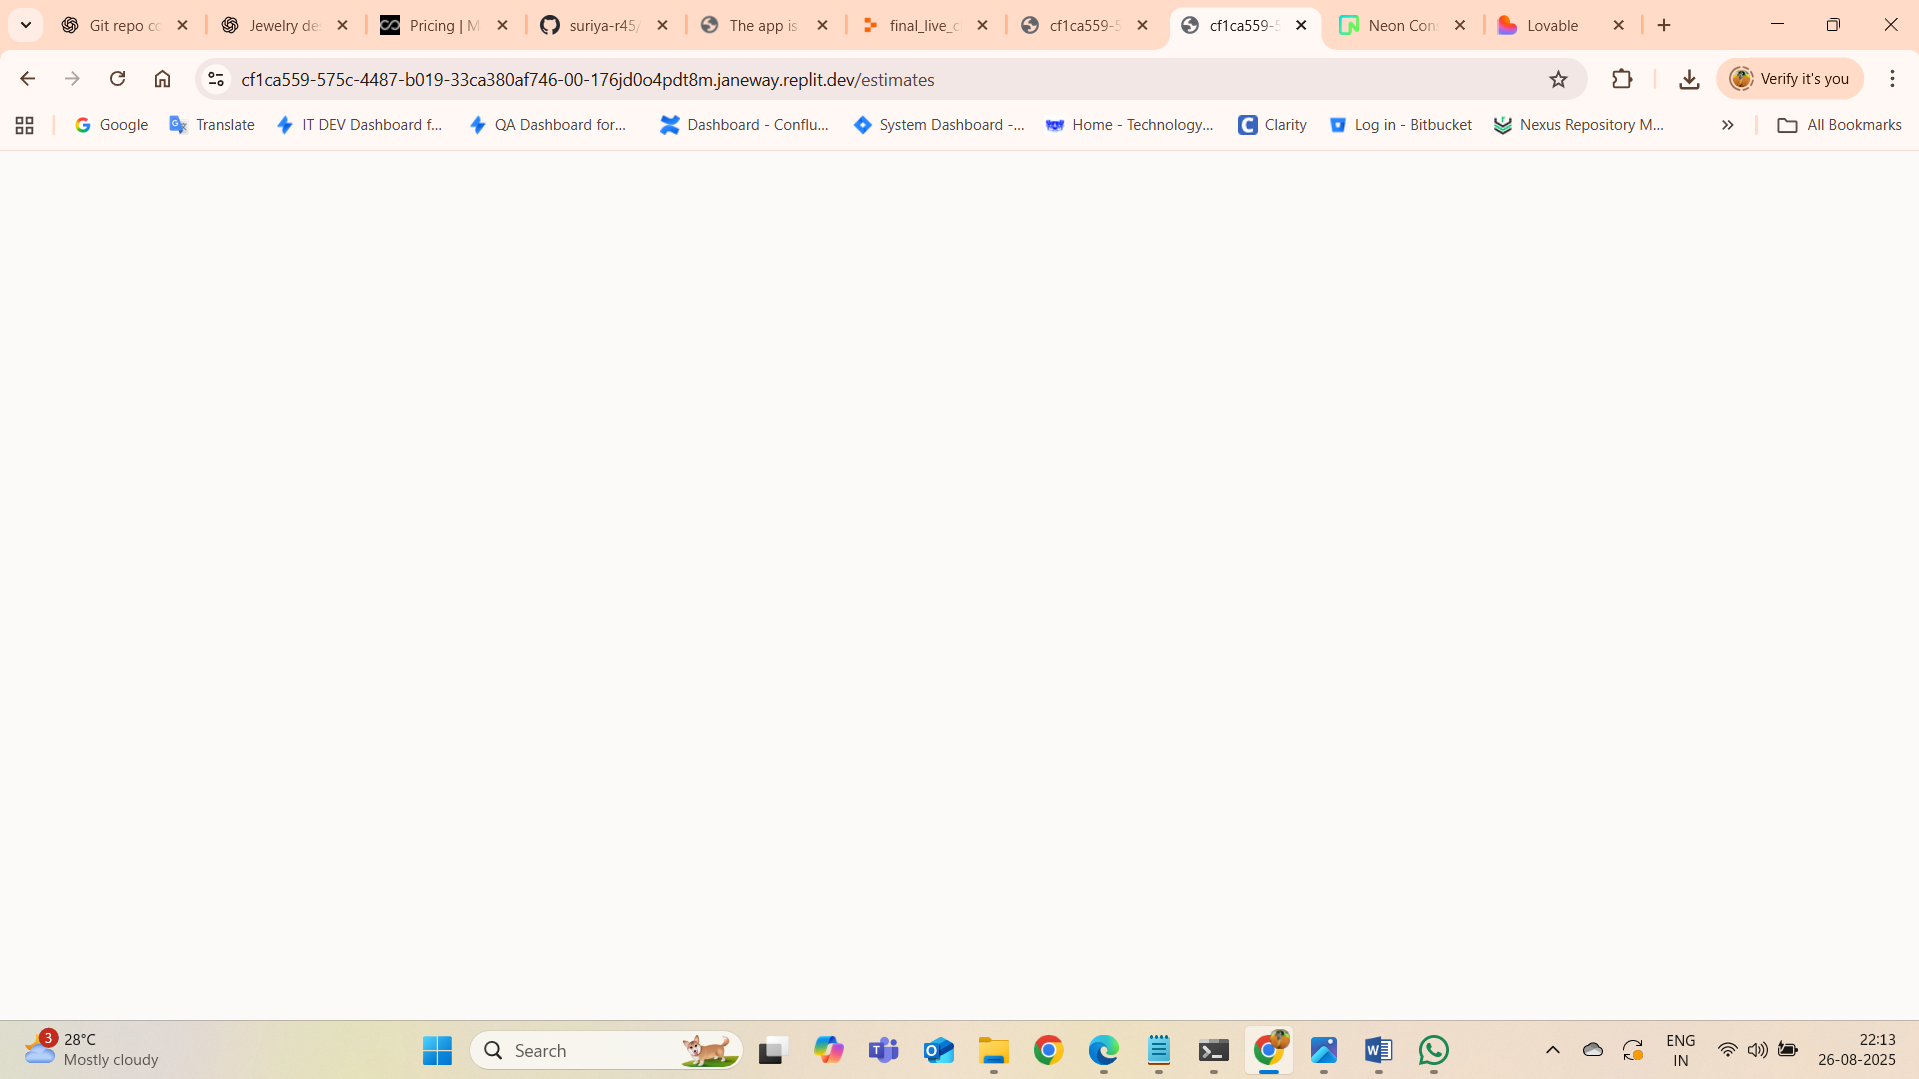 Git repo co
Jewelry de
Pricing | M
suriya-r45/
The app is
final_live_c
cf1ca559-5
cf1ca559-5
Neon Con
Lovable
cf1ca559-575c-4487-b019-33ca380af746-00-176jd0o4pdt8m.janeway.replit.dev/estimates
Verify it's you
Google
Translate
IT DEV Dashboard f...
QA Dashboard for...
Dashboard - Conflu...
System Dashboard -...
Home - Technology...
Clarity
Log in - Bitbucket
Nexus Repository M...
All Bookmarks
3
28°C
Mostly cloudy
Search
ENG
IN
22:13
26-08-2025